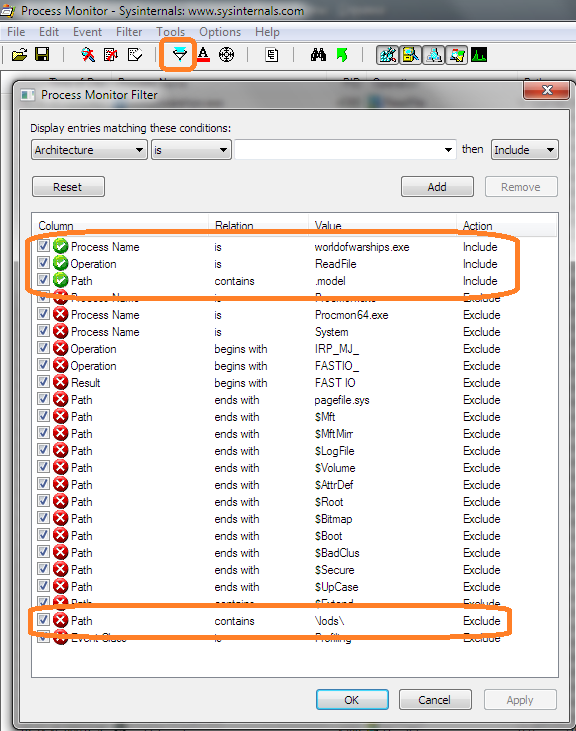 Process Monitor - Sysinternals: www.sysinternals.com
File Edit Event Filter Tools Options Help
Process Monitor Filter
Display entries matching these conditions:
Architecture is then Include
Reset Add Remove
Column Relation Value Action
Process Name is worldofwarships.exe Include
Operation is ReadFile Include
Path contains .model Include
Process Name is Procmon.exe Exclude
Process Name is Procmon64.exe Exclude
Process Name is System Exclude
Operation begins with IRP_MJ_ Exclude
Operation begins with FASTIO_ Exclude
Result begins with FAST IO Exclude
Path ends with pagefile.sys Exclude
Path ends with $Mft Exclude
Path ends with $MftMirr Exclude
Path ends with $LogFile Exclude
Path ends with $Volume Exclude
Path ends with $AttrDef Exclude
Path ends with $Root Exclude
Path ends with $Bitmap Exclude
Path ends with $Boot Exclude
Path ends with $BadClus Exclude
Path ends with $Secure Exclude
Path ends with $UpCase Exclude
Path contains $Extend Exclude
Path contains \lods\ Exclude
Event Class is Profiling Exclude
OK Cancel Apply